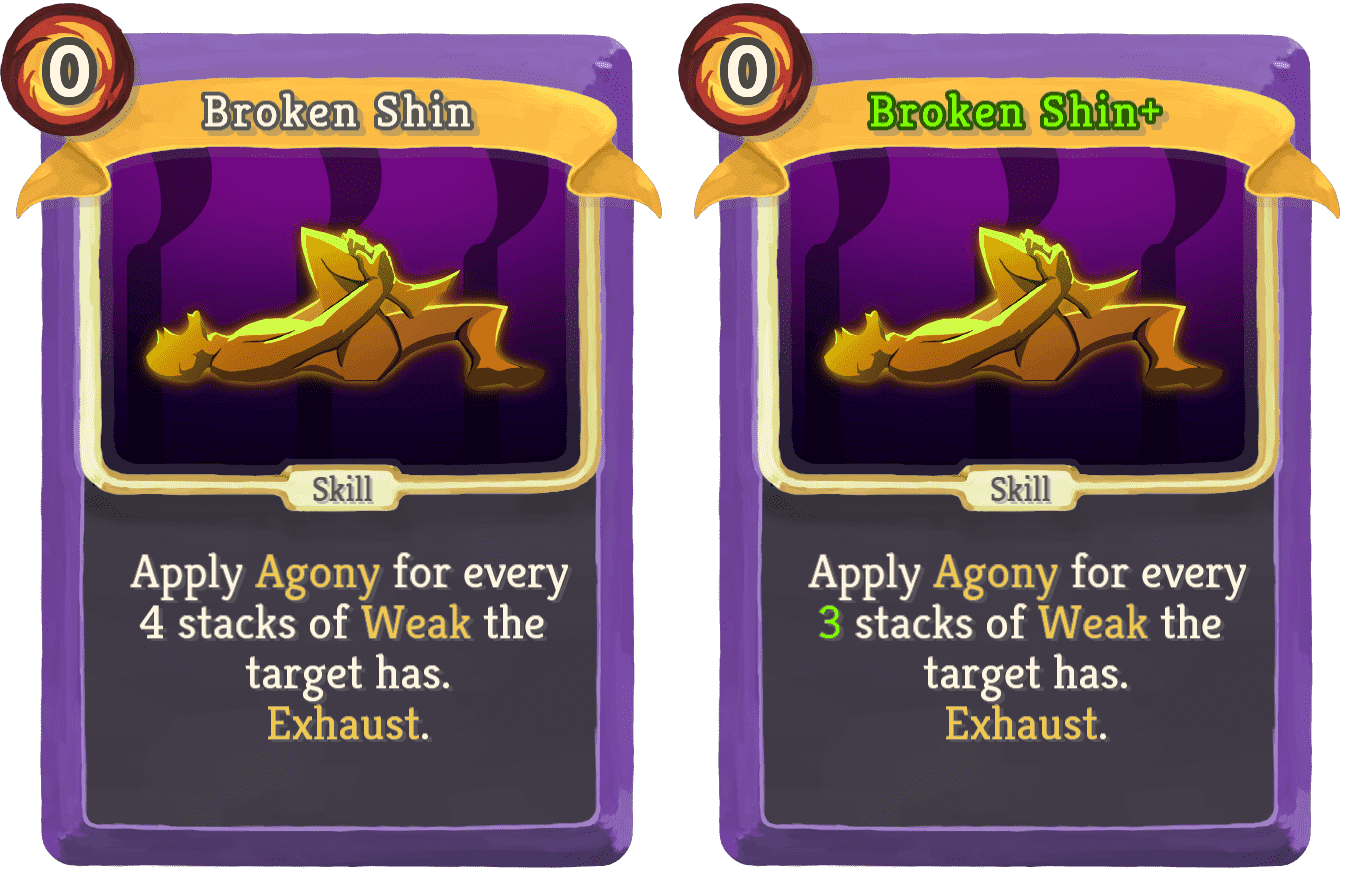 0
Broken Shin
Skill
Apply Agony for every
4 stacks of Weak the
target has.
Exhaust.
0
Broken Shin+
Skill
Apply Agony for every
3 stacks of Weak the
target has.
Exhaust.